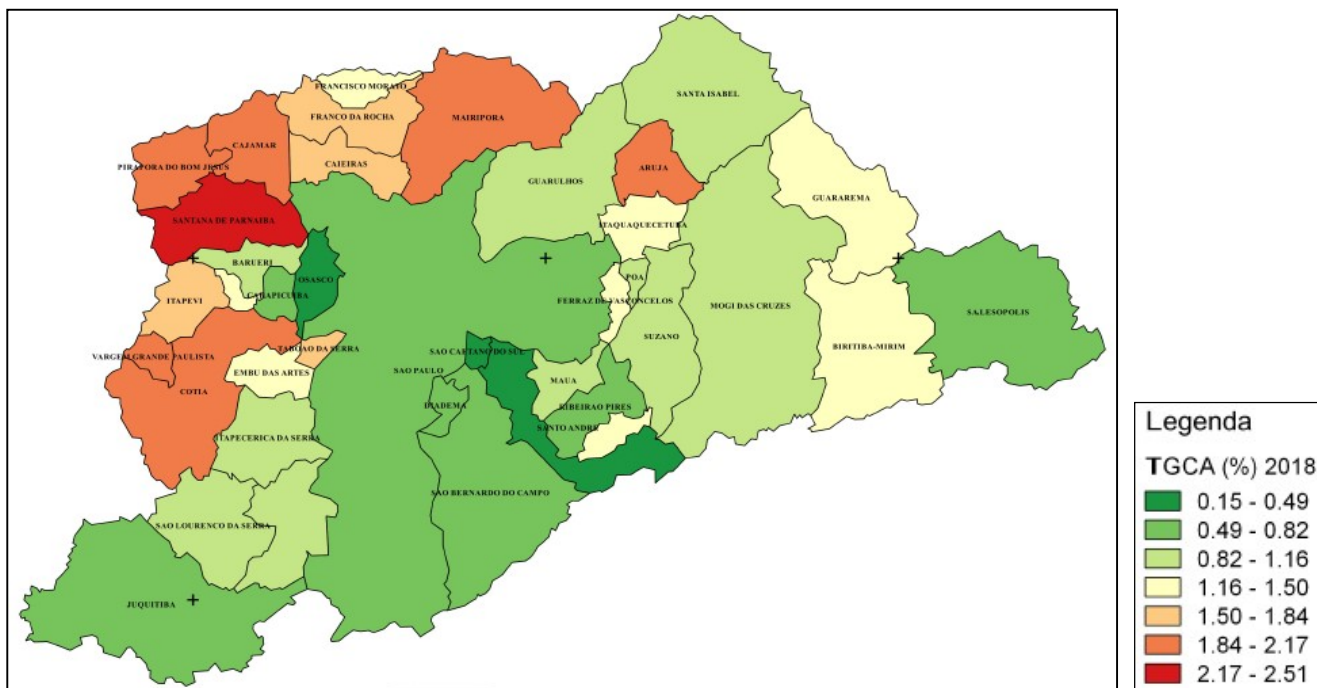 FRANCISCO MORATO
SANTA ISABEL
FRANCO DA ROCHA
MAIRIPORA
CAJAMAR
CAIEIRAS
PIRAPORA DO BOM JESUS
ARUJA
GUARULHOS
GUARAREMA
SANTANA DE PARNAIBA
ITAQUAQUECETUBA
BARUERI
POA
OSASCO
CARAPICUIBA
ITAPEVI
FERRAZ DE VASPONCELOS
MOGI DAS CRUZES
SALESOPOLIS
SUZANO
BIRITIBA-MIRIM
TABOAO DA SERRA
SAO CAETANO DO SUL
VARGEM GRANDE PAULISTA
SAO PAULO
EMBU DAS ARTES
MAUA
COTIA
DIADEMA
RIBEIRAO PIRES
SANTO ANDRE
ITAPECERICA DA SERRA
SAO BERNARDO DO CAMPO
SAO LOURENCO DA SERRA
JUQUITIBA
Legenda
TGCA (%) 2018
0.15 - 0.49
0.49 - 0.82
0.82 - 1.16
1.16 - 1.50
1.50 - 1.84
1.84 - 2.17
2.17 - 2.51